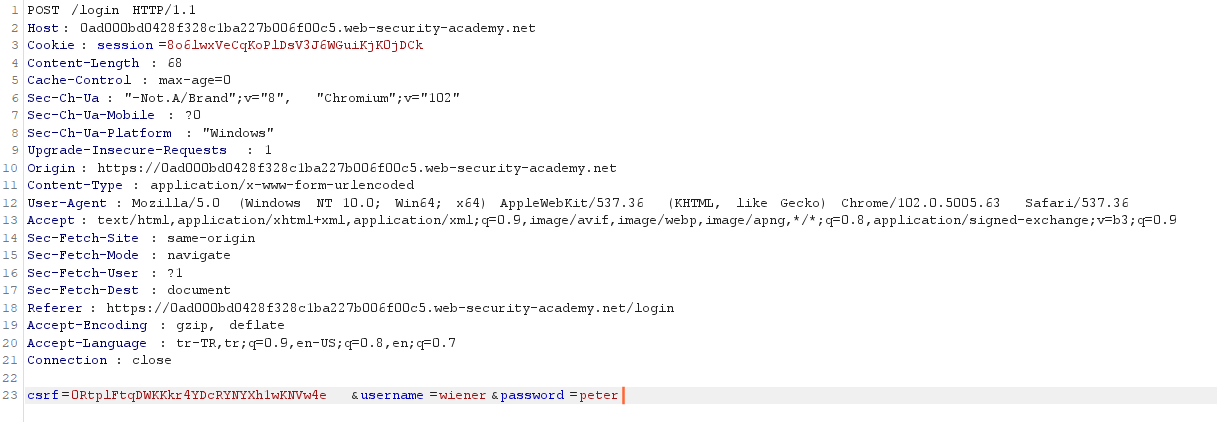 1 POST /login HTTP/1.1
2 Host: 0ad000bd0428f328c1ba227b006f00c5.web-security-academy.net
3 Cookie: session=8o6lwxVeCqKoPlDsV3J6WGuiKjKOjDCk
4 Content-Length: 68
5 Cache-Control: max-age=0
6 Sec-Ch-Ua: "-Not.A/Brand";v="8", "Chromium";v="102"
7 Sec-Ch-Ua-Mobile: ?0
8 Sec-Ch-Ua-Platform: "Windows"
9 Upgrade-Insecure-Requests: 1
10 Origin: https://0ad000bd0428f328c1ba227b006f00c5.web-security-academy.net
11 Content-Type: application/x-www-form-urlencoded
12 User-Agent: Mozilla/5.0 (Windows NT 10.0; Win64; x64) AppleWebKit/537.36 (KHTML, like Gecko) Chrome/102.0.5005.63 Safari/537.36
13 Accept: text/html,application/xhtml+xml,application/xml;q=0.9,image/avif,image/webp,image/apng,*/*;q=0.8,application/signed-exchange;v=b3;q=0.9
14 Sec-Fetch-Site: same-origin
15 Sec-Fetch-Mode: navigate
16 Sec-Fetch-User: ?1
17 Sec-Fetch-Dest: document
18 Referer: https://0ad000bd0428f328c1ba227b006f00c5.web-security-academy.net/login
19 Accept-Encoding: gzip, deflate
20 Accept-Language: tr-TR,tr;q=0.9,en-US;q=0.8,en;q=0.7
21 Connection: close
22
23 csrf=0RtplFtqDWKKkr4YDcRYNYXhlwKNVw4e&username=wiener&password=peter